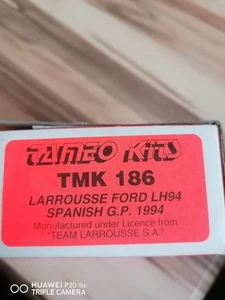 TAMEO KITS
TMK 186
LARROUSSE FORD LH94
SPANISH G.P. 1994
Manufactured under Licence from
"TEAM LARROUSSE S.A."
HUAWEI P30 lite
TRIPLE CAMERA